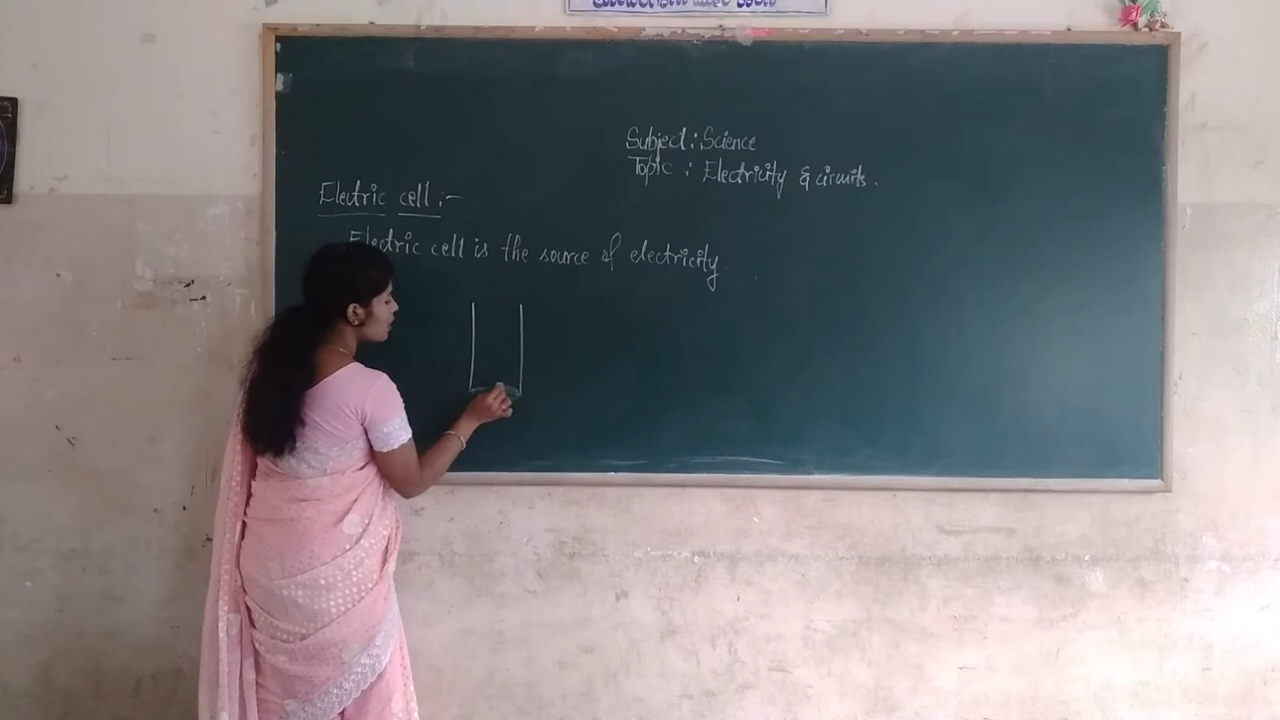 Subject : Science
Topic : Electricity & circuits.
Electric cell :-
Electric cell is the source of electricity.